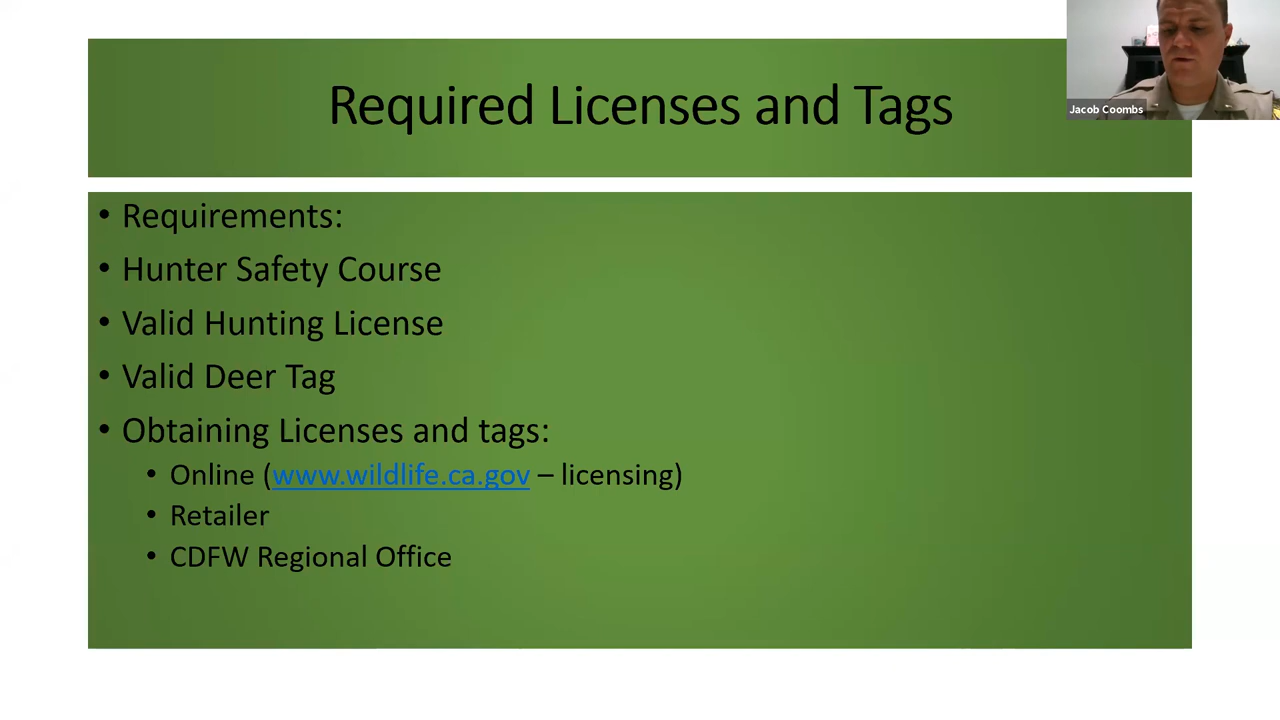 Required Licenses and Tags
Jacob Coombs
• Requirements:
• Hunter Safety Course
• Valid Hunting License
• Valid Deer Tag
• Obtaining Licenses and tags:
• Online (www.wildlife.ca.gov – licensing)
• Retailer
• CDFW Regional Office